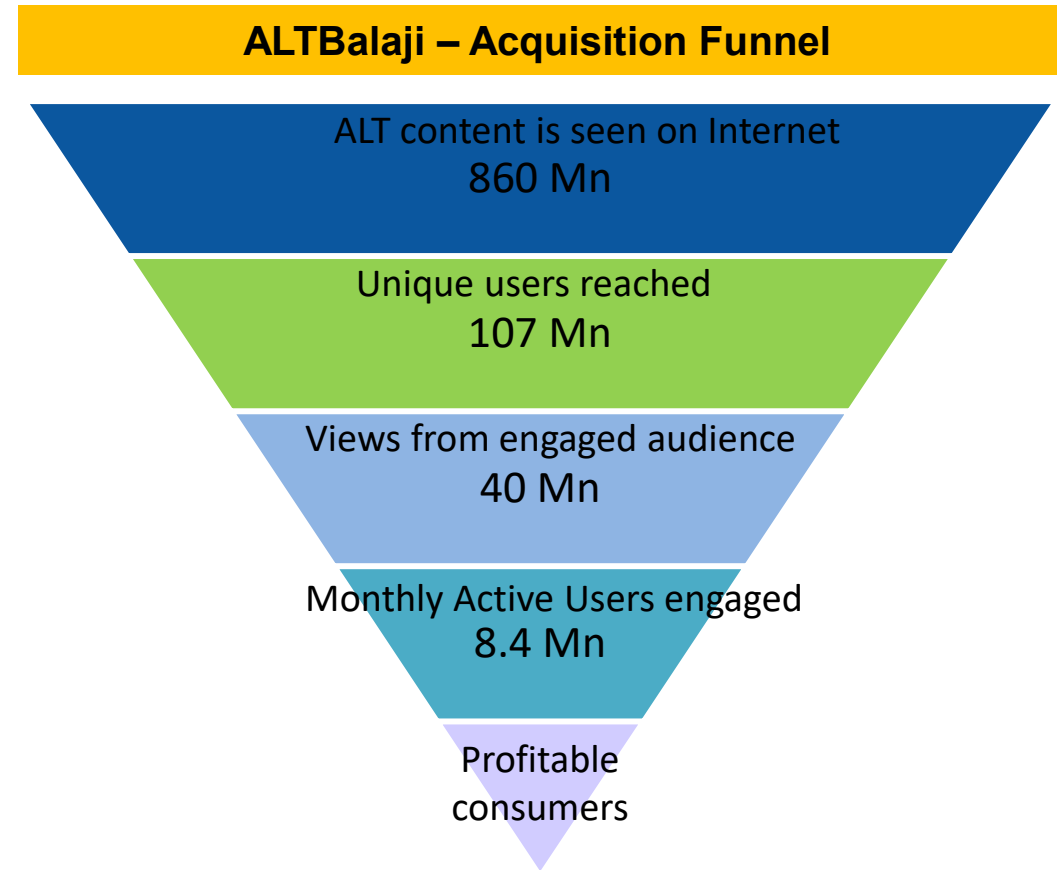 ALTBalaji – Acquisition Funnel
ALT content is seen on Internet
860 Mn
Unique users reached
107 Mn
Views from engaged audience
40 Mn
Monthly Active Users engaged
8.4 Mn
Profitable
consumers